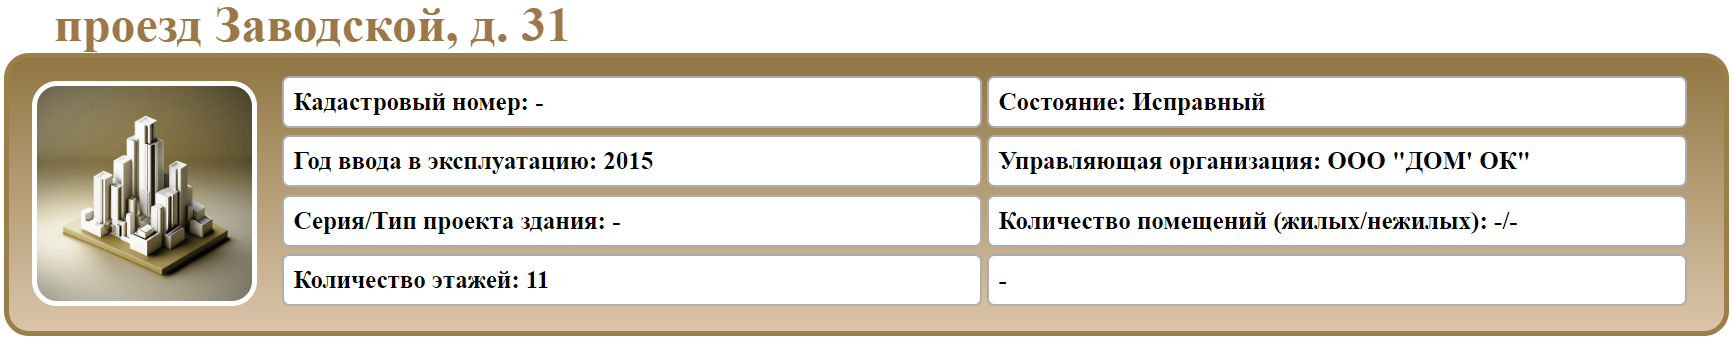 проезд Заводской, д. 31
Кадастровый номер: -
Состояние: Исправный
Год ввода в эксплуатацию: 2015
Управляющая организация: ООО "ДОМ' ОК"
Серия/Тип проекта здания: -
Количество помещений (жилых/нежилых): -/-
Количество этажей: 11
-